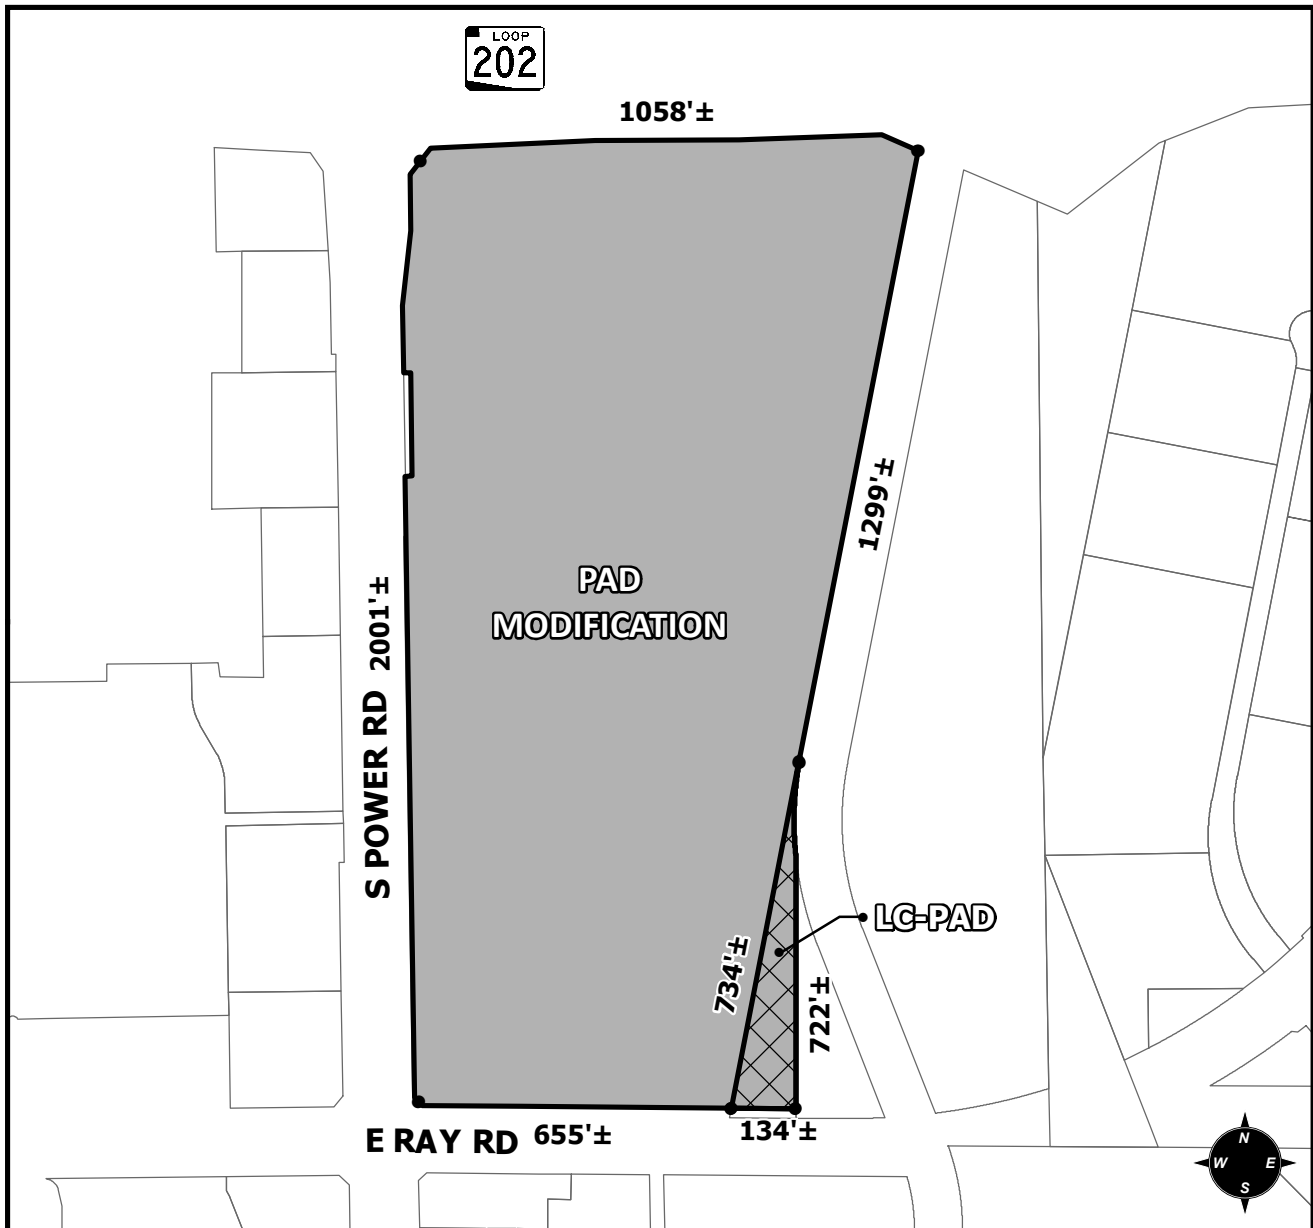 LOOP
202
1058'±
1299'±
PAD
MODIFICATION
S POWER RD 2001'±
LC-PAD
734'±
722'±
E RAY RD 655'±
134'±
N
W E
S